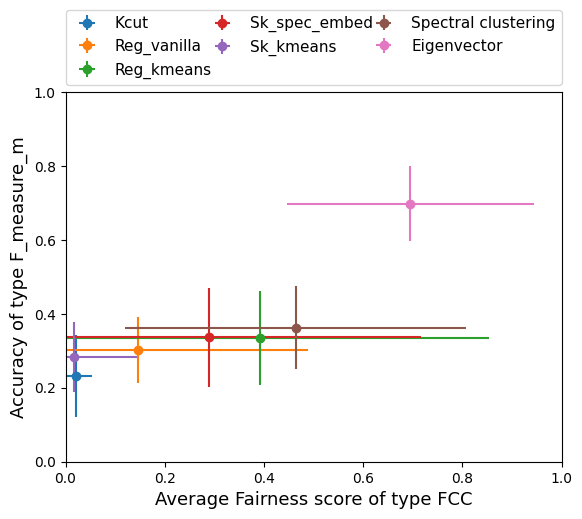 Kcut Sk_spec_embed Spectral clustering
Reg_vanilla Sk_kmeans Eigenvector
Reg_kmeans
1.0
0.8
0.6
0.4
0.2
0.0
Accuracy of type F_measure_m
0.0 0.2 0.4 0.6 0.8 1.0
Average Fairness score of type FCC